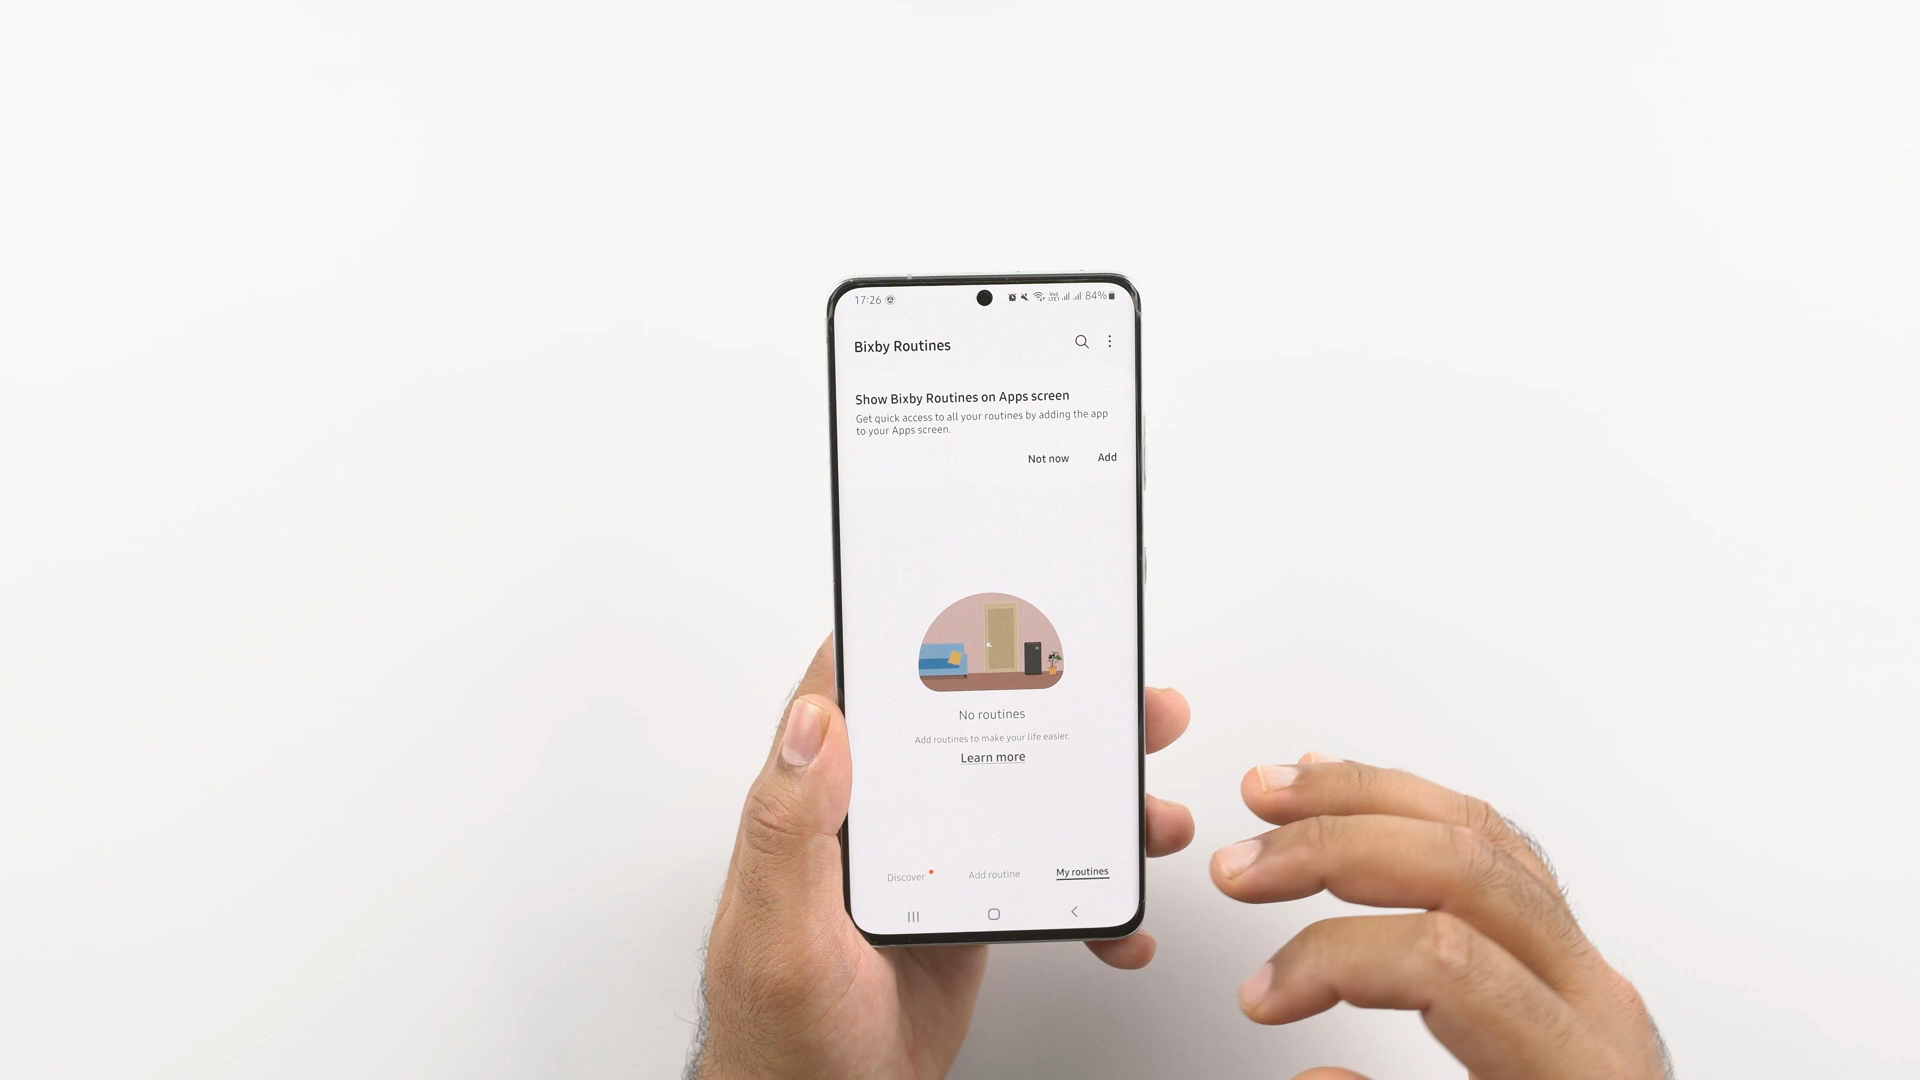 17:26
84%
Bixby Routines
Show Bixby Routines on Apps screen
Get quick access to all your routines by adding the app
to your Apps screen.
Not now Add
No routines
Add routines to make your life easier.
Learn more
Discover Add routine My routines